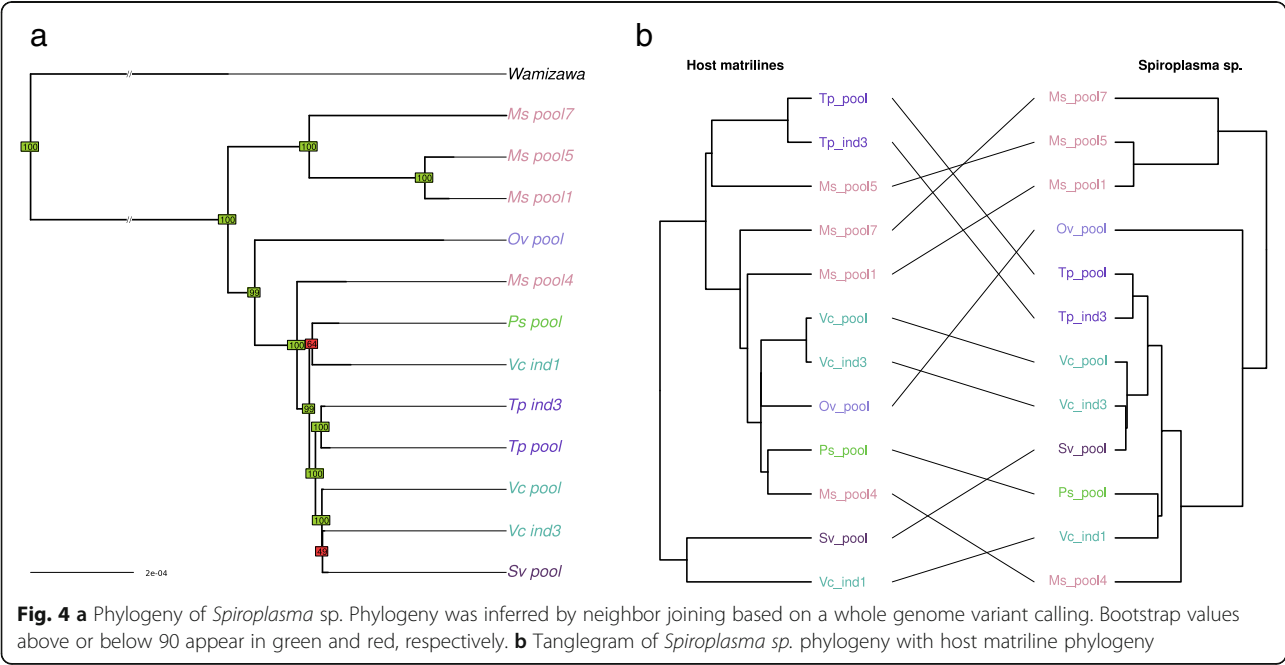 a
Wamizawa
Ms pool7
100
100
Ms pool5
100
Ms pool1
100
Ov pool
99
Ms pool4
Ps pool
100
64
Vc ind1
Tp ind3
99
100
Tp pool
100
Vc pool
100
Vc ind3
49
Sv pool
2e-04
b
Host matrilines
Spiroplasma sp.
Tp_pool
Ms_pool7
Tp_ind3
Ms_pool5
Ms_pool5
Ms_pool1
Ms_pool7
Ov_pool
Ms_pool1
Tp_pool
Vc_pool
Tp_ind3
Vc_ind3
Vc_pool
Ov_pool
Vc_ind3
Sv_pool
Ps_pool
Ps_pool
Ms_pool4
Vc_ind1
Sv_pool
Ms_pool4
Vc_ind1
Fig. 4 a Phylogeny of Spiroplasma sp. Phylogeny was inferred by neighbor joining based on a whole genome variant calling. Bootstrap values
above or below 90 appear in green and red, respectively. b Tanglegram of Spiroplasma sp. phylogeny with host matriline phylogeny